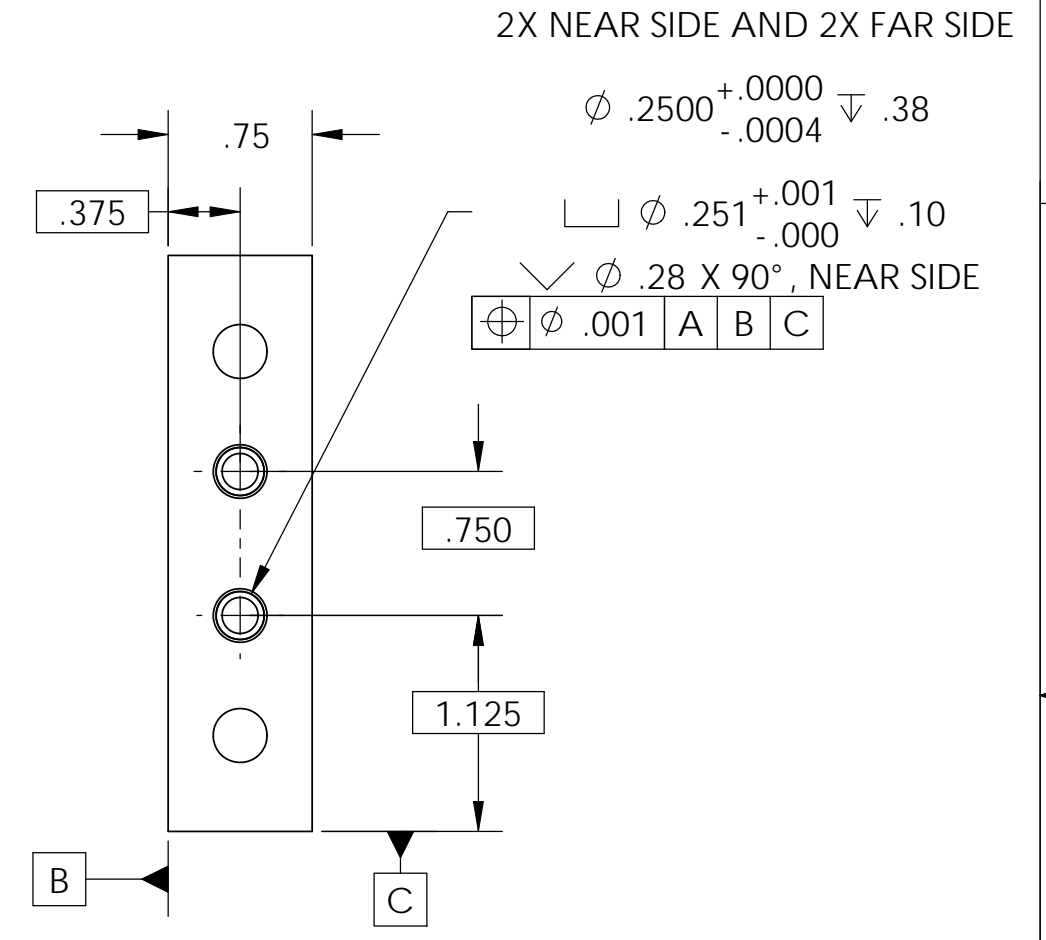 2X NEAR SIDE AND 2X FAR SIDE
⌀ .2500 +.0000 -.0004 ↧ .38
⌴ ⌀ .251 +.001 -.000 ↧ .10
⌵ ⌀ .28 X 90°, NEAR SIDE
⌖ ⌀ .001 A B C
.75
.375
.750
1.125
B
C